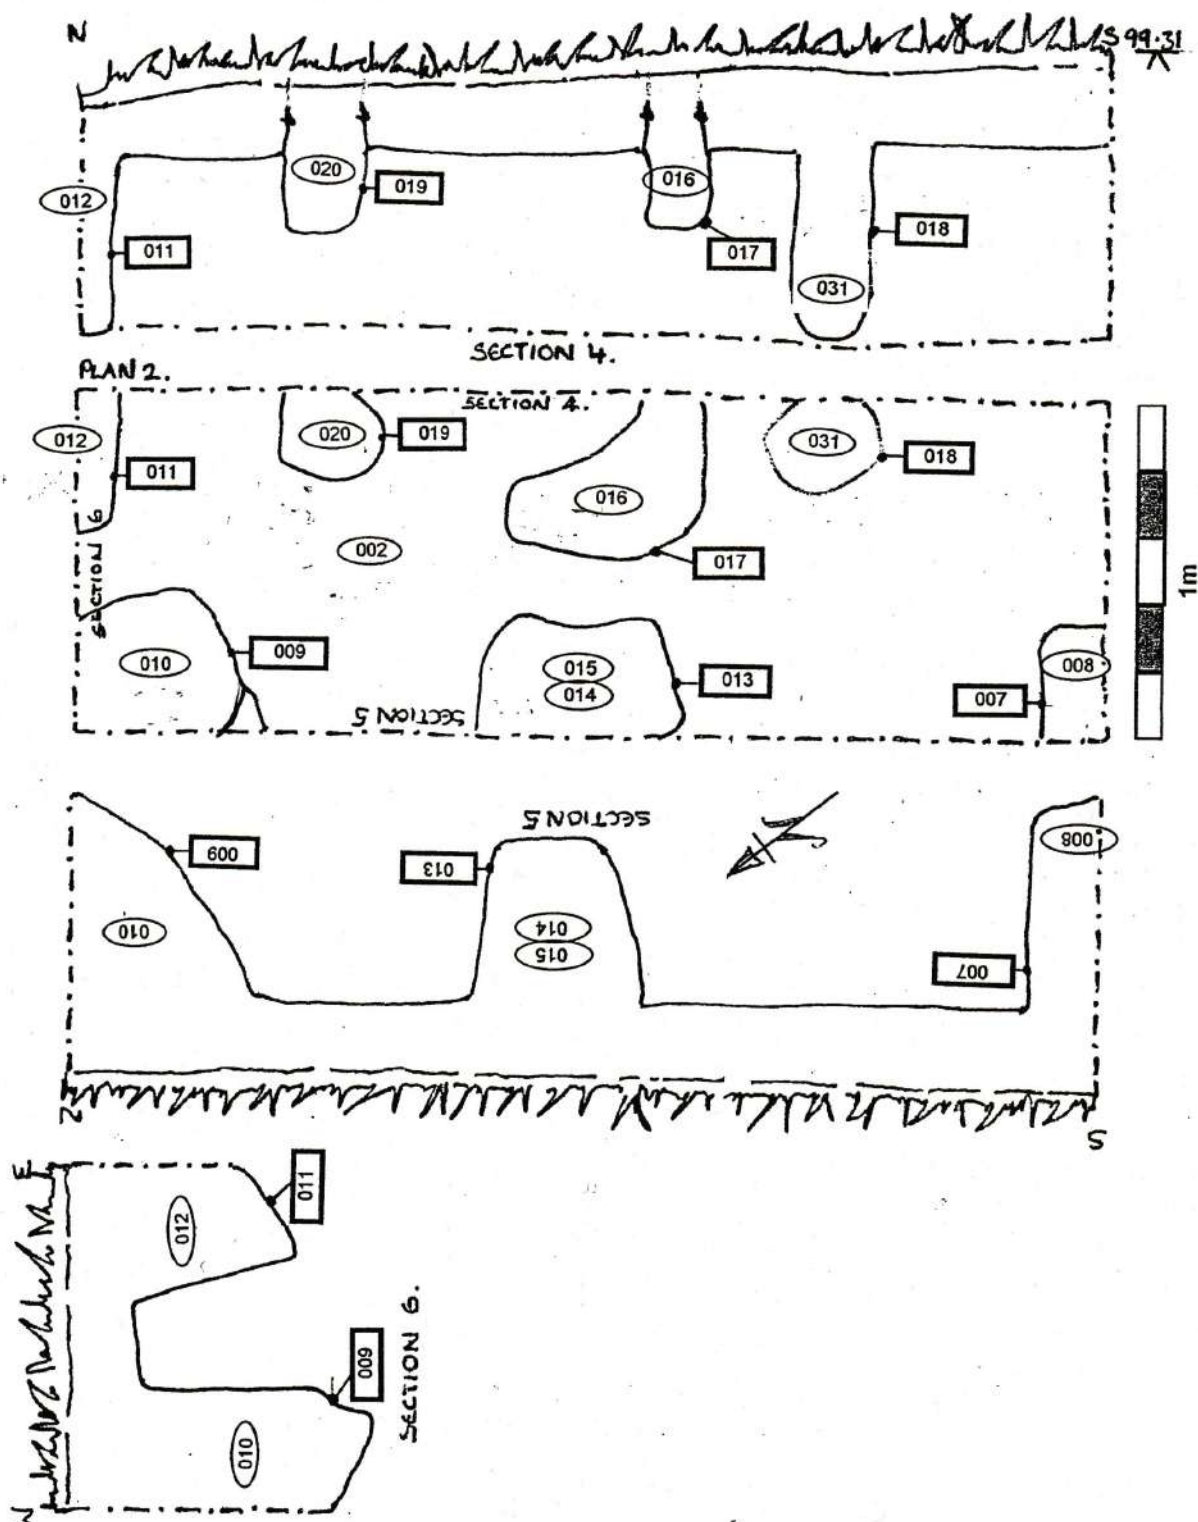 N S 99.31
020
012 019 016
011 017 018
031
SECTION 4.
PLAN 2.
SECTION 4.
012 020 019 031
011 018
016
SECTION 6
002
017
009
010 015 013 008
014
007
SECTION 5
1m
SECTION 5
009 013 008
010 014
015
007
N
S
E
011
012
SECTION 6.
009
010